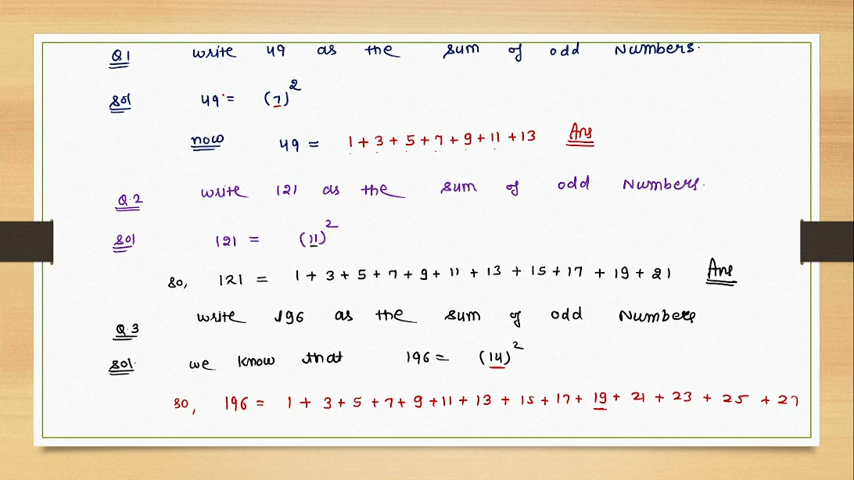 Q1 write 49 as the sum of odd Numbers.
Sol 49 = (7)²
now 49 = 1 + 3 + 5 + 7 + 9 + 11 + 13 Ans
Q.2 write 121 as the sum of odd Numbers.
Sol 121 = (11)²
so, 121 = 1 + 3 + 5 + 7 + 9 + 11 + 13 + 15 + 17 + 19 + 21 Ans
Q.3 write 196 as the sum of odd Numbers
Sol. we know that 196 = (14)²
so, 196 = 1 + 3 + 5 + 7 + 9 + 11 + 13 + 15 + 17 + 19 + 21 + 23 + 25 + 27